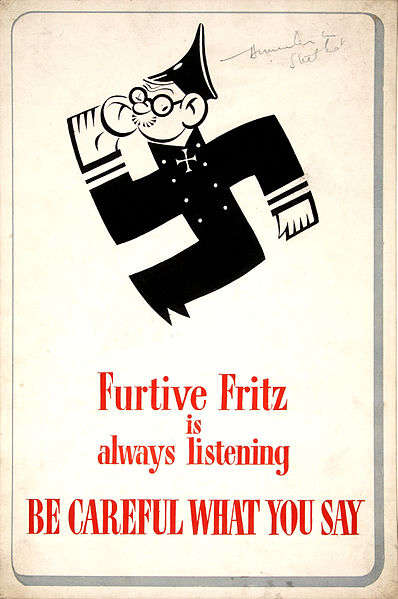 Furtive Fritz
is
always listening
BE CAREFUL WHAT YOU SAY